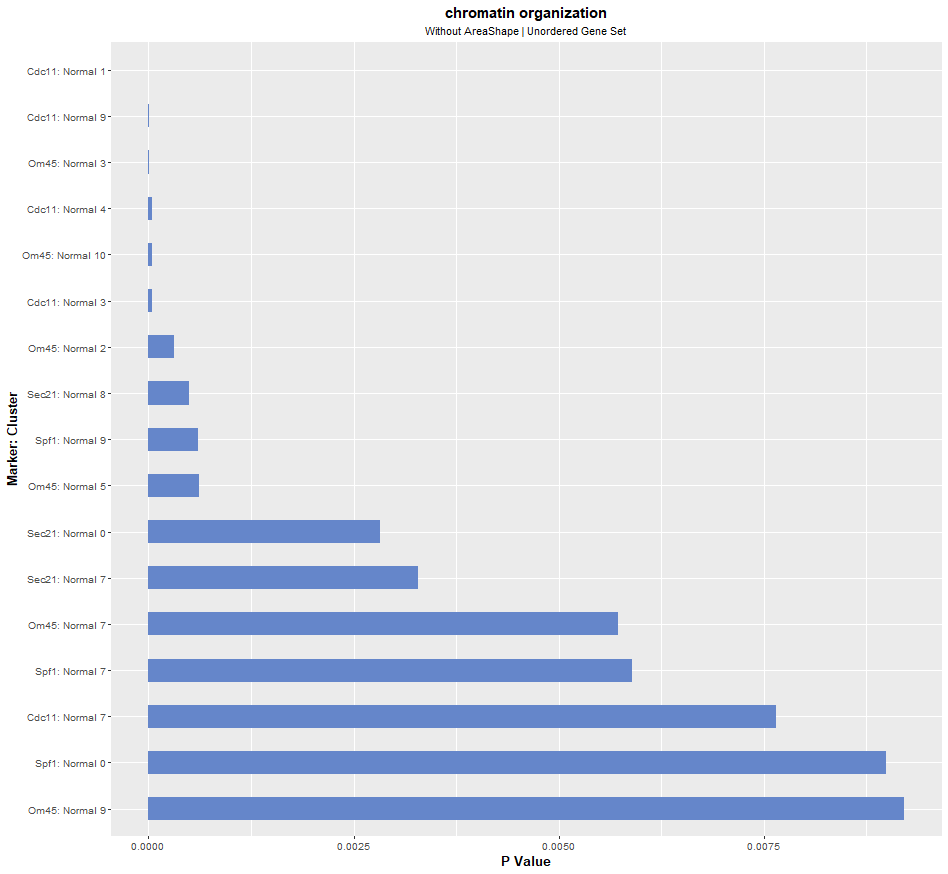 chromatin organization
Without AreaShape | Unordered Gene Set
Marker: Cluster
Cdc11: Normal 1
Cdc11: Normal 9
Om45: Normal 3
Cdc11: Normal 4
Om45: Normal 10
Cdc11: Normal 3
Om45: Normal 2
Sec21: Normal 8
Spf1: Normal 9
Om45: Normal 5
Sec21: Normal 0
Sec21: Normal 7
Om45: Normal 7
Spf1: Normal 7
Cdc11: Normal 7
Spf1: Normal 0
Om45: Normal 9
0.0000 0.0025 0.0050 0.0075
P Value